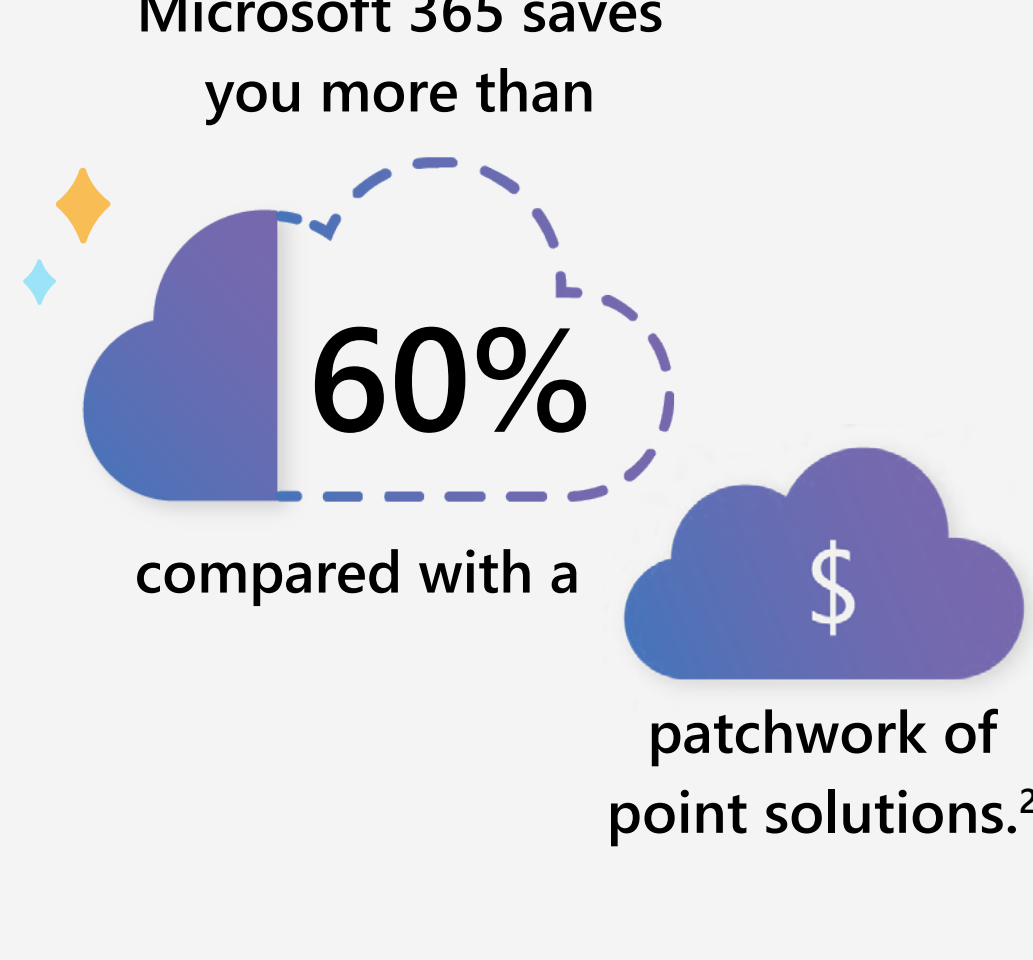 Microsoft 365 saves
you more than
60%
compared with a
$
patchwork of
point solutions.²